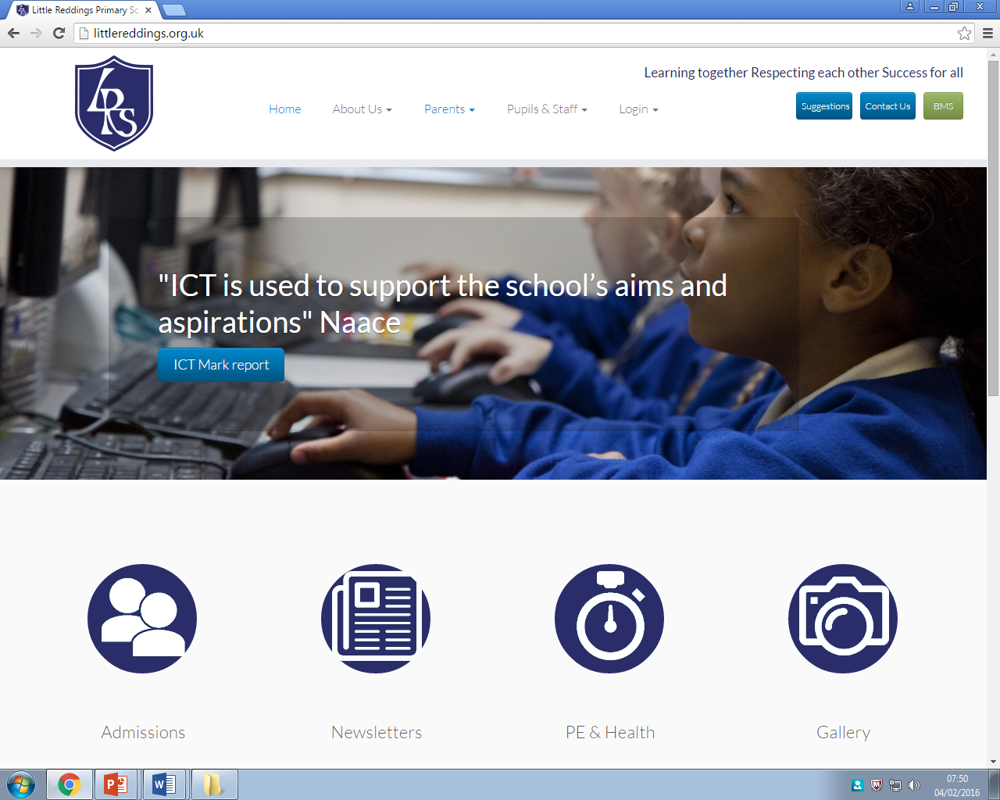 Little Reddings Primary Sc
littlereddings.org.uk
LRS
Learning together Respecting each other Success for all
Home About Us Parents Pupils & Staff Login
Suggestions Contact Us BMS
"ICT is used to support the school’s aims and
aspirations" Naace
ICT Mark report
Admissions Newsletters PE & Health Gallery
07:50
04/02/2016